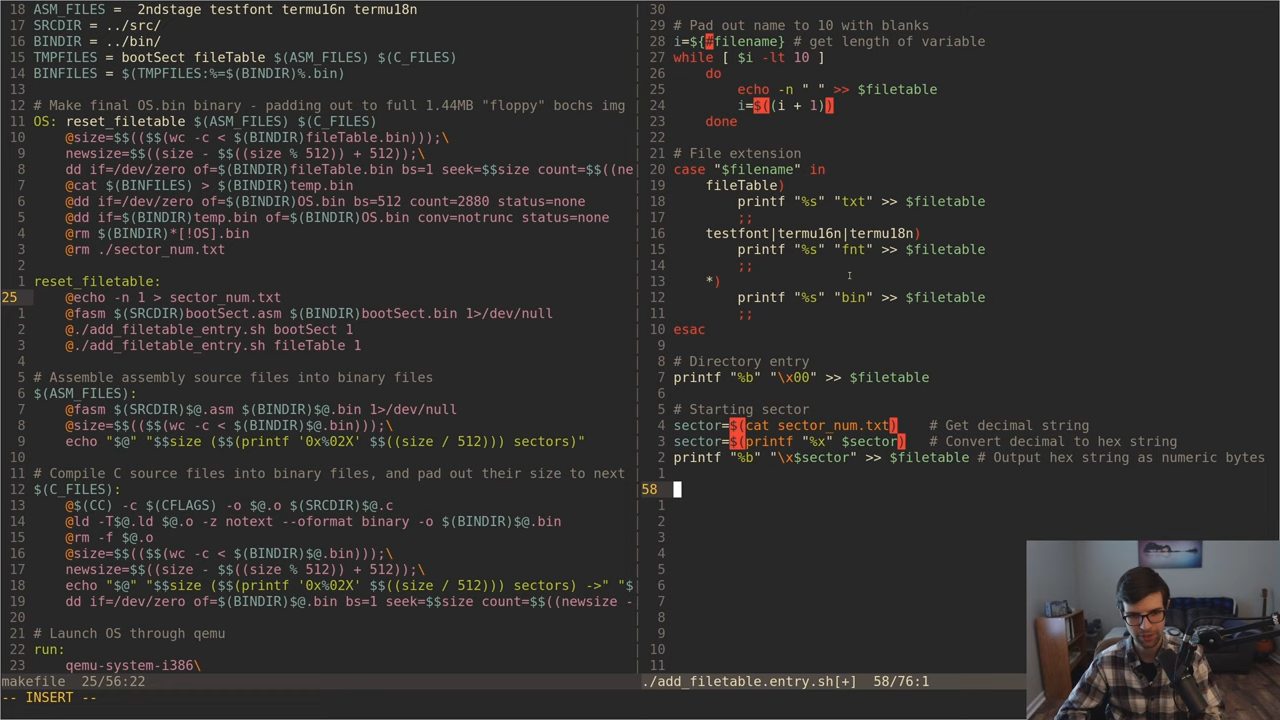 18 ASM_FILES =  2ndstage testfont termu16n termu18n
17 SRCDIR = ../src/
16 BINDIR = ../bin/
15 TMPFILES = bootSect fileTable $(ASM_FILES) $(C_FILES)
14 BINFILES = $(TMPFILES:%=$(BINDIR)%.bin)
13
12 # Make final OS.bin binary - padding out to full 1.44MB "floppy" bochs img
11 OS: reset_filetable $(ASM_FILES) $(C_FILES)
10     @size=$$(($$(wc -c < $(BINDIR)fileTable.bin)));\
9     newsize=$$((size - $$((size % 512)) + 512));\
8     dd if=/dev/zero of=$(BINDIR)fileTable.bin bs=1 seek=$$size count=$$((ne
7     @cat $(BINFILES) > $(BINDIR)temp.bin
6     @dd if=/dev/zero of=$(BINDIR)OS.bin bs=512 count=2880 status=none
5     @dd if=$(BINDIR)temp.bin of=$(BINDIR)OS.bin conv=notrunc status=none
4     @rm $(BINDIR)*[!OS].bin
3     @rm ./sector_num.txt
2
1 reset_filetable:
25     @echo -n 1 > sector_num.txt
1     @fasm $(SRCDIR)bootSect.asm $(BINDIR)bootSect.bin 1>/dev/null
2     @./add_filetable_entry.sh bootSect 1
3     @./add_filetable_entry.sh fileTable 1
4
5 # Assemble assembly source files into binary files
6 $(ASM_FILES):
7     @fasm $(SRCDIR)$@.asm $(BINDIR)$@.bin 1>/dev/null
8     @size=$$(($$(wc -c < $(BINDIR)$@.bin)));\
9     echo "$@" "$$size ($$(printf '0x%02X' $$((size / 512))) sectors)"
10
11 # Compile C source files into binary files, and pad out their size to next
12 $(C_FILES):
13     @$(CC) -c $(CFLAGS) -o $@.o $(SRCDIR)$@.c
14     @ld -T$@.ld $@.o -z notext --oformat binary -o $(BINDIR)$@.bin
15     @rm -f $@.o
16     @size=$$(($$(wc -c < $(BINDIR)$@.bin)));\
17     newsize=$$((size - $$((size % 512)) + 512));\
18     echo "$@" "$$size ($$(printf '0x%02X' $$((size / 512))) sectors) ->" "$
19     dd if=/dev/zero of=$(BINDIR)$@.bin bs=1 seek=$$size count=$$((newsize -
20
21 # Launch OS through qemu
22 run:
23     qemu-system-i386\
makefile  25/56:22
-- INSERT --
30
29 # Pad out name to 10 with blanks
28 i=${#filename} # get length of variable
27 while [ $i -lt 10 ]
26     do
25         echo -n " " >> $filetable
24         i=$((i + 1))
23     done
22
21 # File extension
20 case "$filename" in
19     fileTable)
18         printf "%s" "txt" >> $filetable
17         ;;
16     testfont|termu16n|termu18n)
15         printf "%s" "fnt" >> $filetable
14         ;;
13     *)
12         printf "%s" "bin" >> $filetable
11         ;;
10 esac
9
8 # Directory entry
7 printf "%b" "\x00" >> $filetable
6
5 # Starting sector
4 sector=$(cat sector_num.txt)    # Get decimal string
3 sector=$(printf "%x" $sector)   # Convert decimal to hex string
2 printf "%b" "\x$sector" >> $filetable # Output hex string as numeric bytes
1
58
1
2
3
4
5
6
7
8
9
10
11
./add_filetable.entry.sh[+]  58/76:1